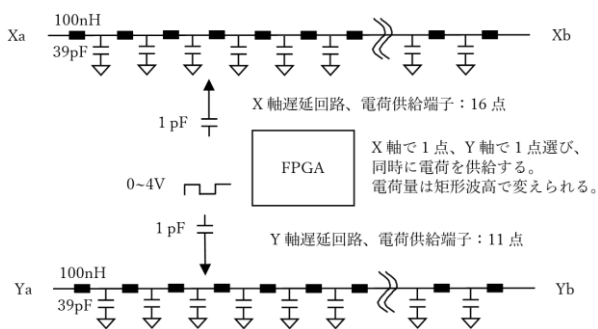 100nH
Xa
Xb
39pF
X 軸遅延回路、電荷供給端子：16 点
1 pF
FPGA
X 軸で 1 点、Y 軸で 1 点選び、
同時に電荷を供給する。
電荷量は矩形波高で変えられる。
0~4V
1 pF
Y 軸遅延回路、電荷供給端子：11 点
100nH
Ya
Yb
39pF